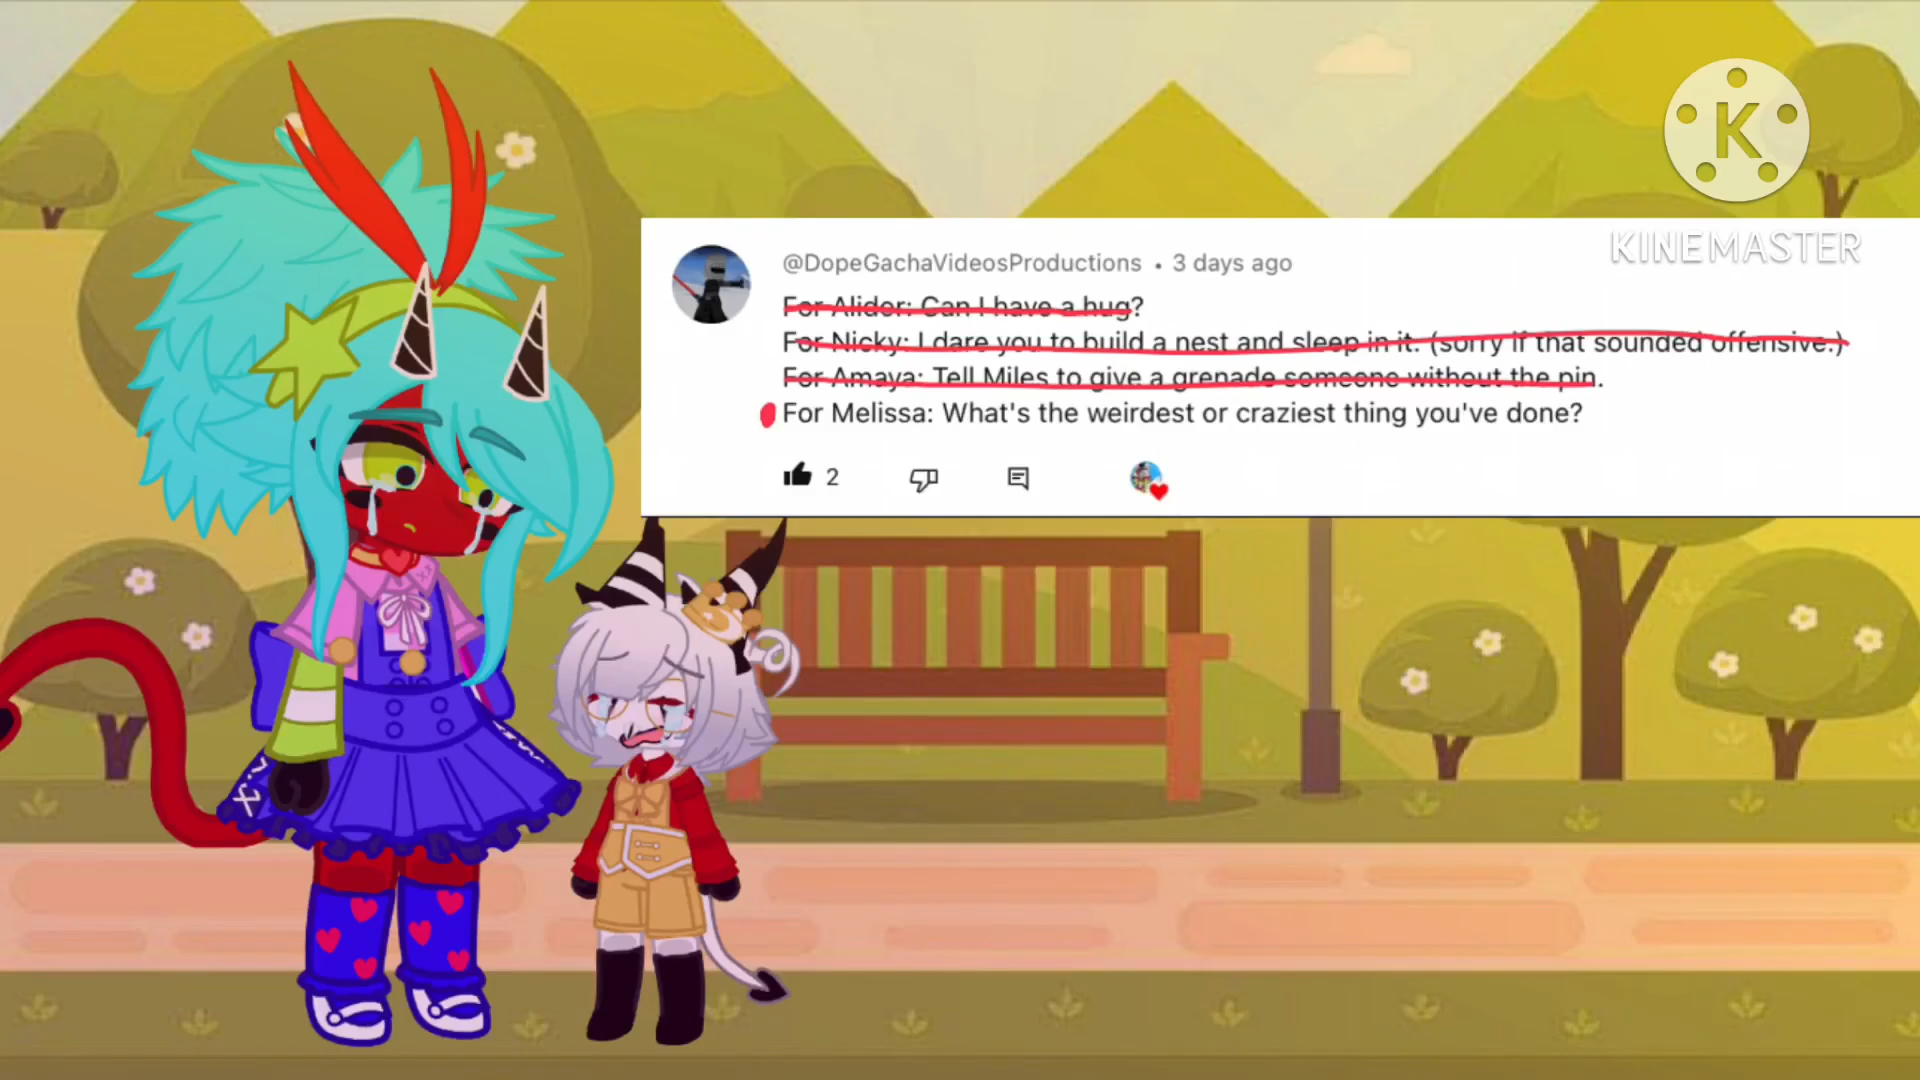 K
KINEMASTER
@DopeGachaVideosProductions • 3 days ago
For Alider: Can I have a hug?
For Nicky: I dare you to build a nest and sleep in it. (sorry if that sounded offensive.)
For Amaya: Tell Miles to give a grenade someone without the pin.
For Melissa: What's the weirdest or craziest thing you've done?
2